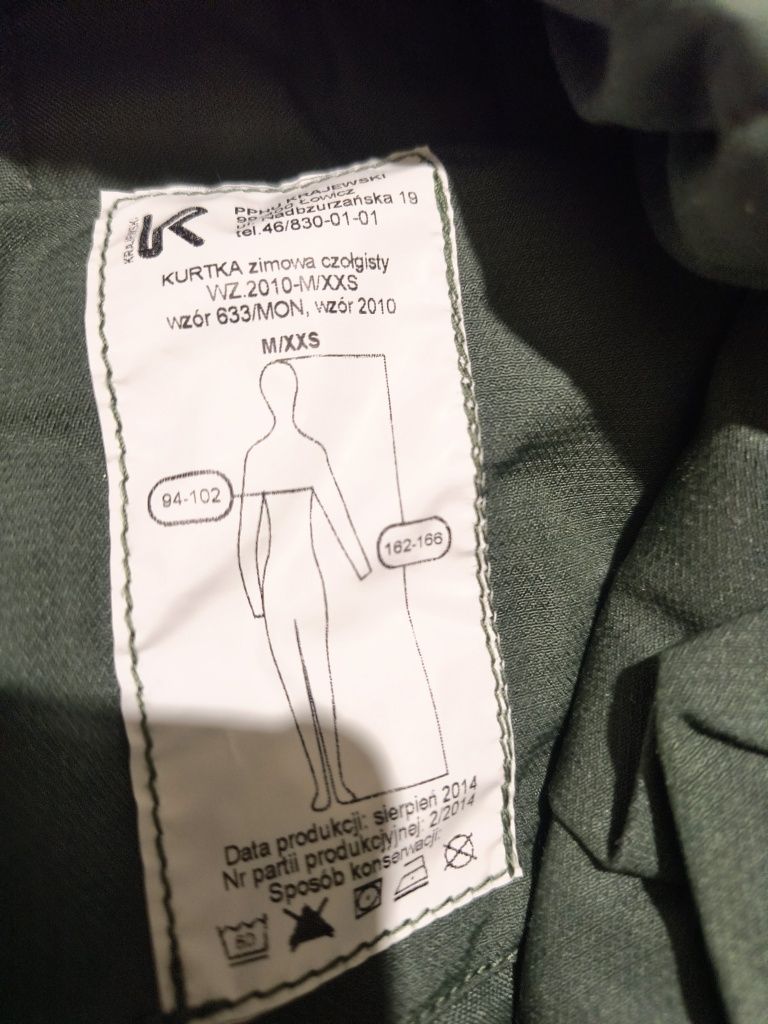 KRAJEWSKI
K
PPHU KRAJEWSKI
Łowicz
ul. Nadbzurzańska 19
tel.46/830-01-01
KURTKA zimowa czołgisty
WZ.2010-M/XXS
wzór 633/MON, wzór 2010
M/XXS
94-102
162-166
Data produkcji: sierpień 2014
Nr partii produkcyjnej: 2/2014
Sposób konserwacji:
60